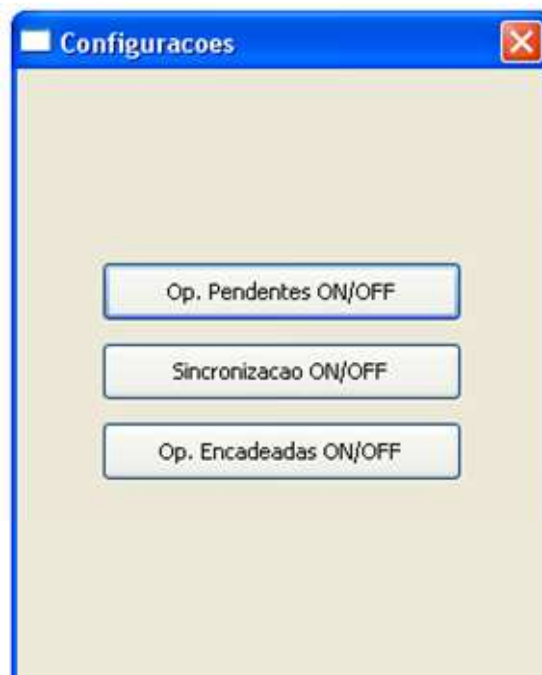 Configuracoes
Op. Pendentes ON/OFF
Sincronizacao ON/OFF
Op. Encadeadas ON/OFF